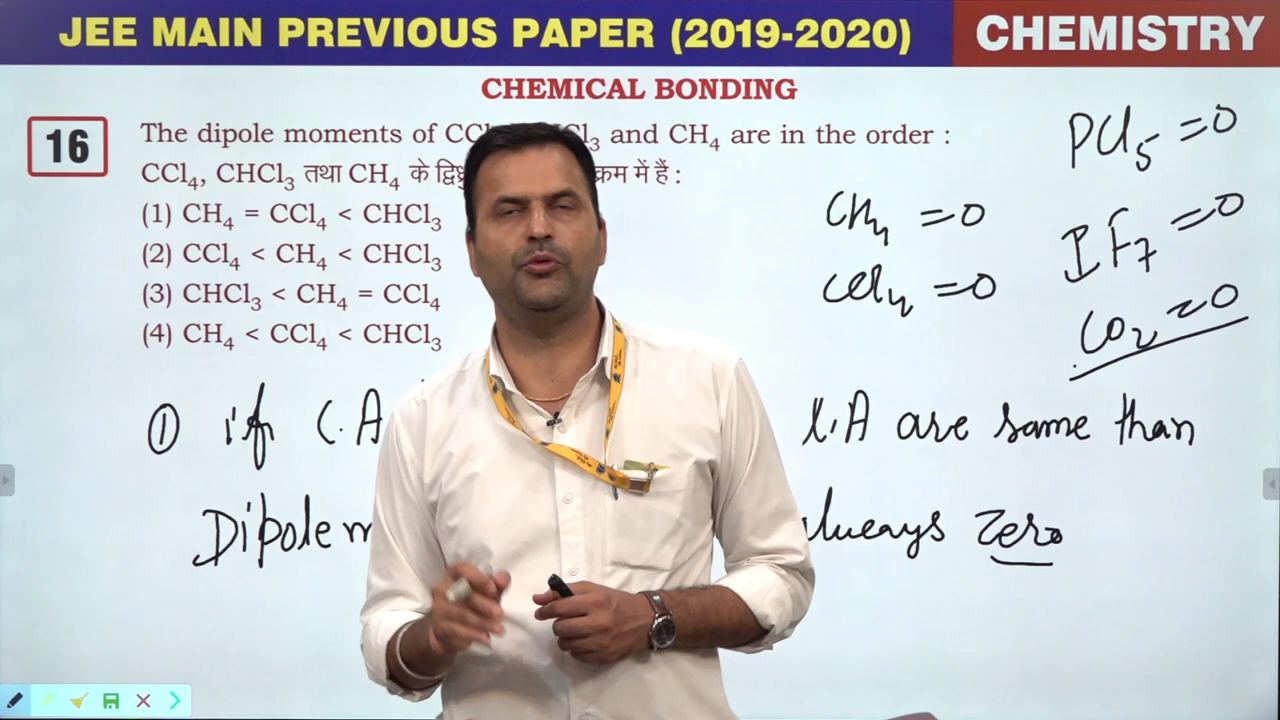 JEE MAIN PREVIOUS PAPER (2019-2020)
CHEMISTRY
CHEMICAL BONDING
16
The dipole moments of CC Cl₃ and CH₄ are in the order :
CCl₄, CHCl₃ तथा CH₄ के क्रम में हैं :
(1) CH₄ = CCl₄ < CHCl₃
(2) CCl₄ < CH₄ < CHCl₃
(3) CHCl₃ < CH₄ = CCl₄
(4) CH₄ < CCl₄ < CHCl₃
PCl₅ = 0
CH₄ = 0
IF₇ = 0
CCl₄ = 0
CO₂ = 0
① if C.A are same than
Dipole always zero